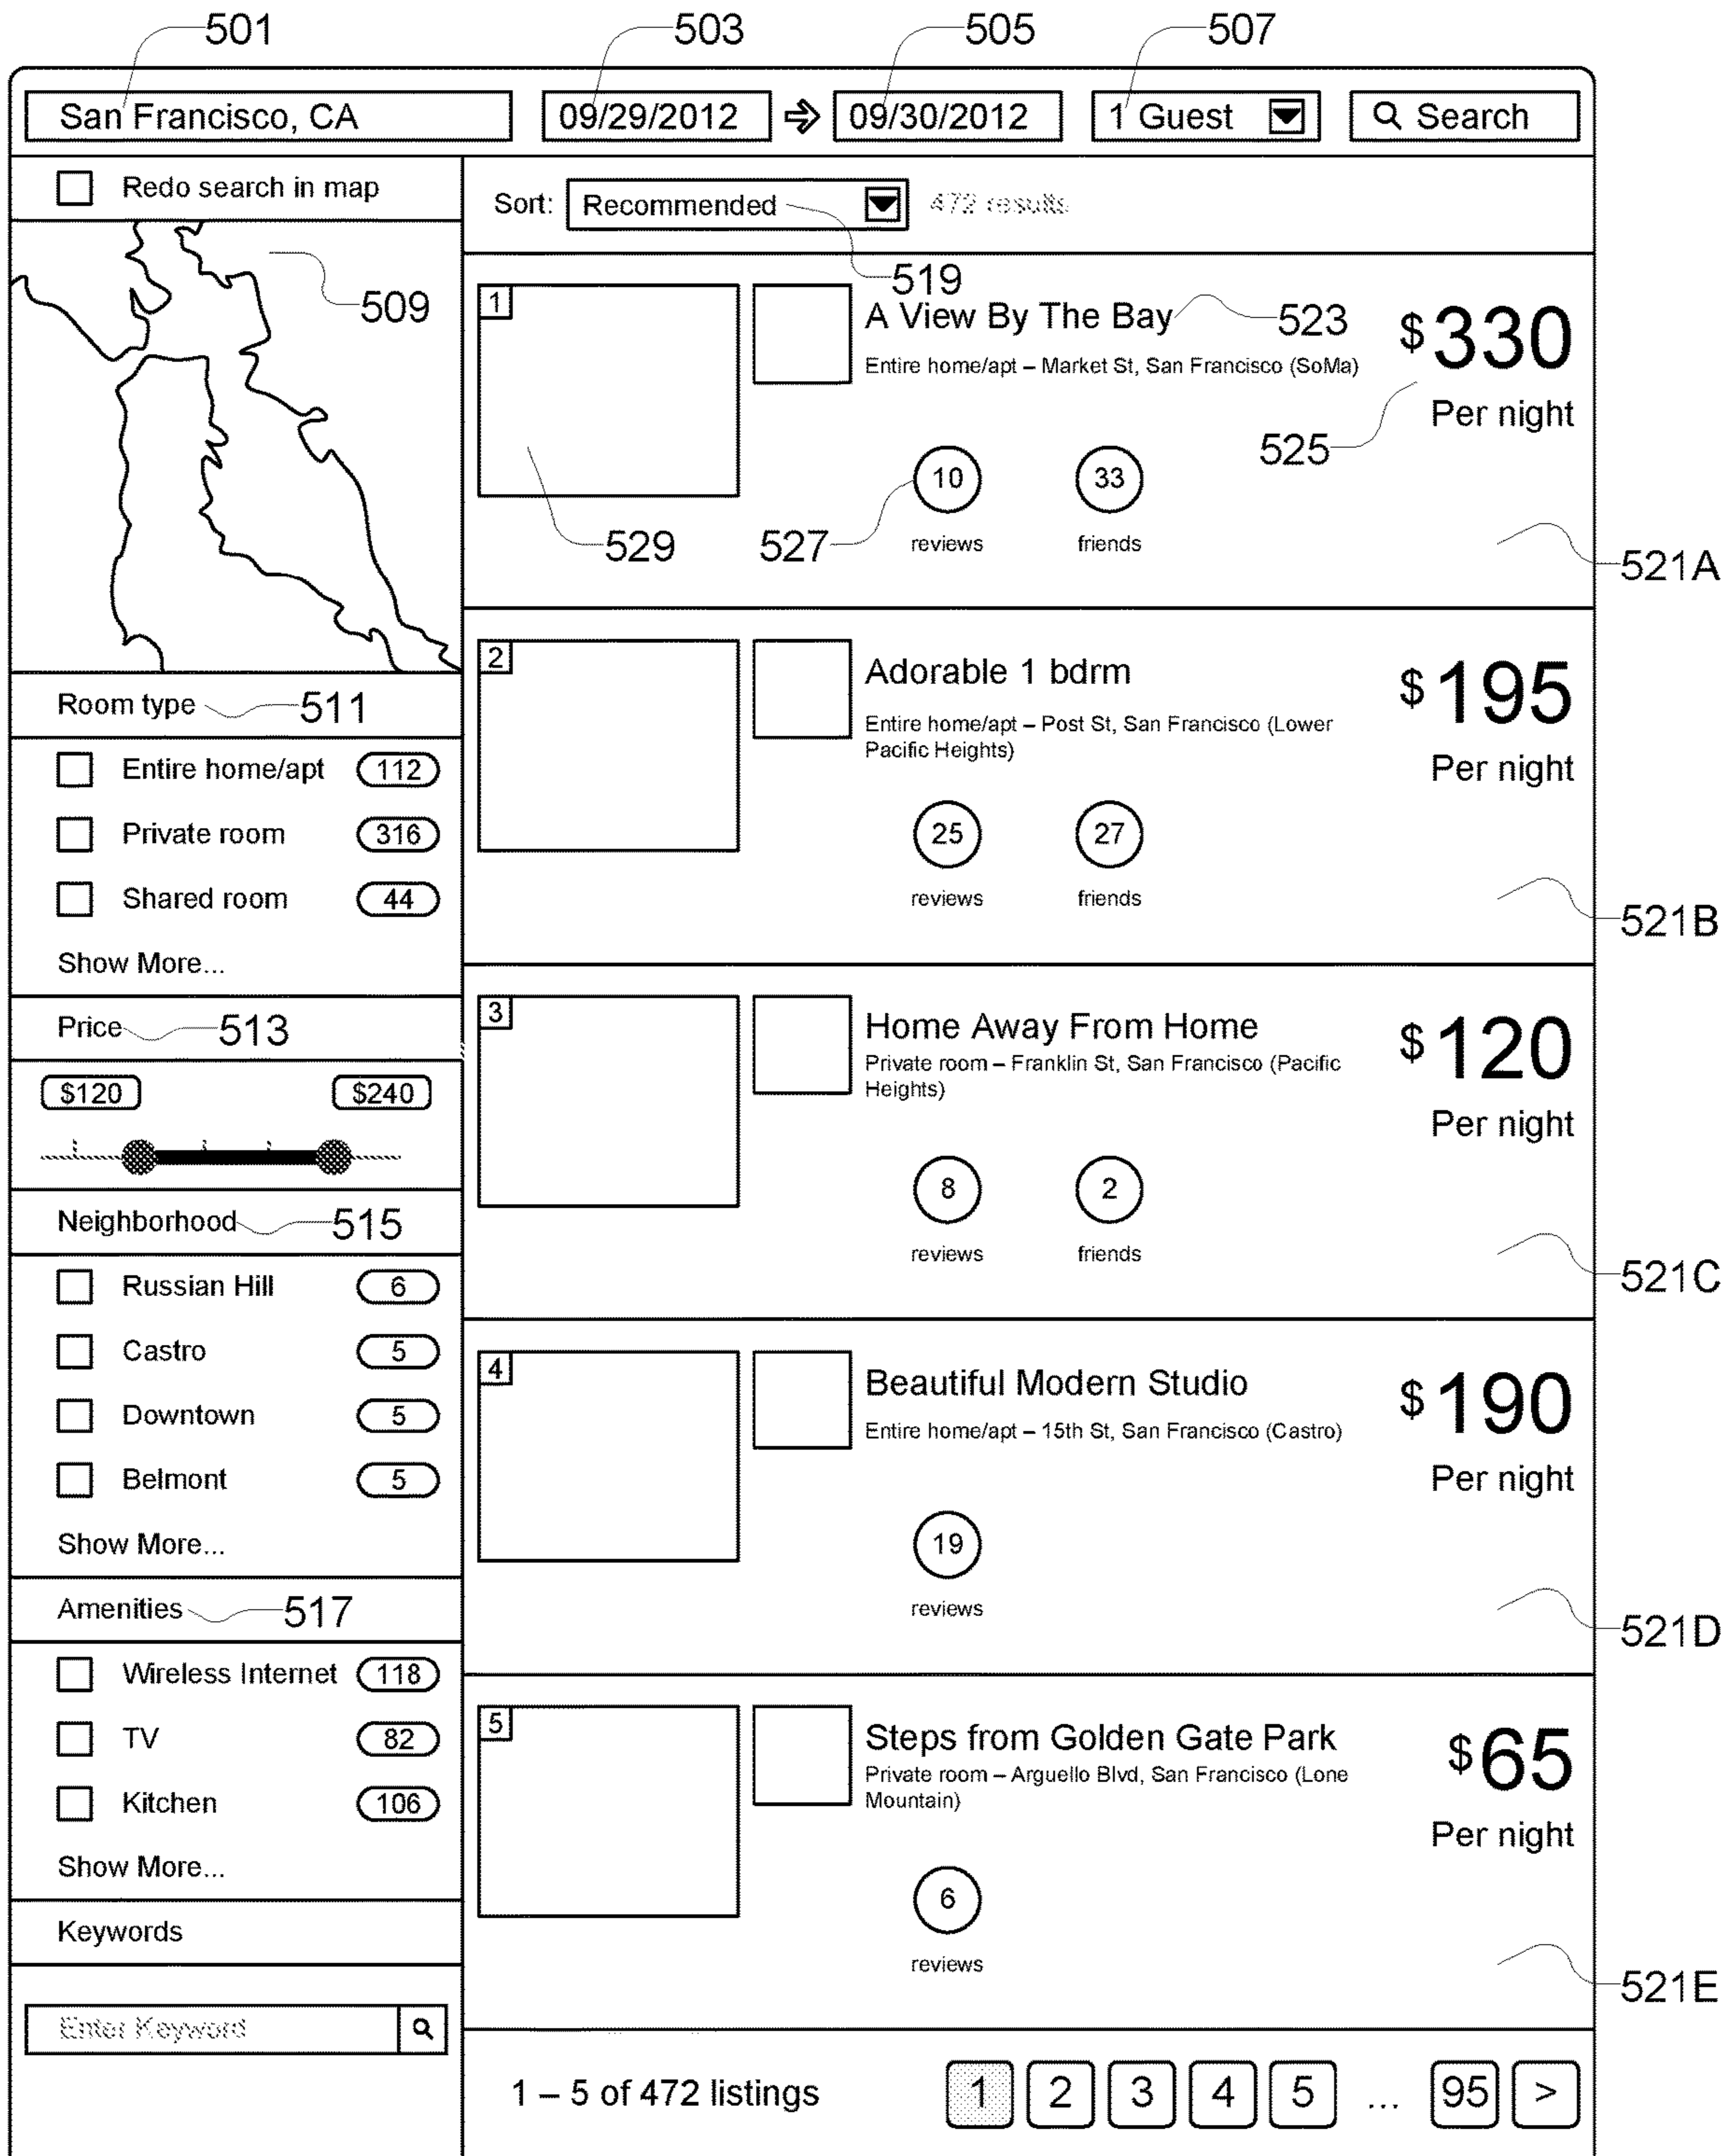 501 503 505 507
San Francisco, CA 09/29/2012 09/30/2012 1 Guest Search
Redo search in map
509
Room type 511
Entire home/apt 112
Private room 316
Shared room 44
Show More...
Price 513
$120 $240
Neighborhood 515
Russian Hill 6
Castro 5
Downtown 5
Belmont 5
Show More...
Amenities 517
Wireless Internet 118
TV 82
Kitchen 106
Show More...
Keywords
Enter Keyword
Sort: Recommended 472 results
519
1
A View By The Bay 523
Entire home/apt – Market St, San Francisco (SoMa)
$330
Per night
525
529 527
10 33
reviews friends
521A
2
Adorable 1 bdrm
Entire home/apt – Post St, San Francisco (Lower
Pacific Heights)
$195
Per night
25 27
reviews friends
521B
3
Home Away From Home
Private room – Franklin St, San Francisco (Pacific
Heights)
$120
Per night
8 2
reviews friends
521C
4
Beautiful Modern Studio
Entire home/apt – 15th St, San Francisco (Castro)
$190
Per night
19
reviews
521D
5
Steps from Golden Gate Park
Private room – Arguello Blvd, San Francisco (Lone
Mountain)
$65
Per night
6
reviews
521E
1 – 5 of 472 listings 1 2 3 4 5 ... 95 >